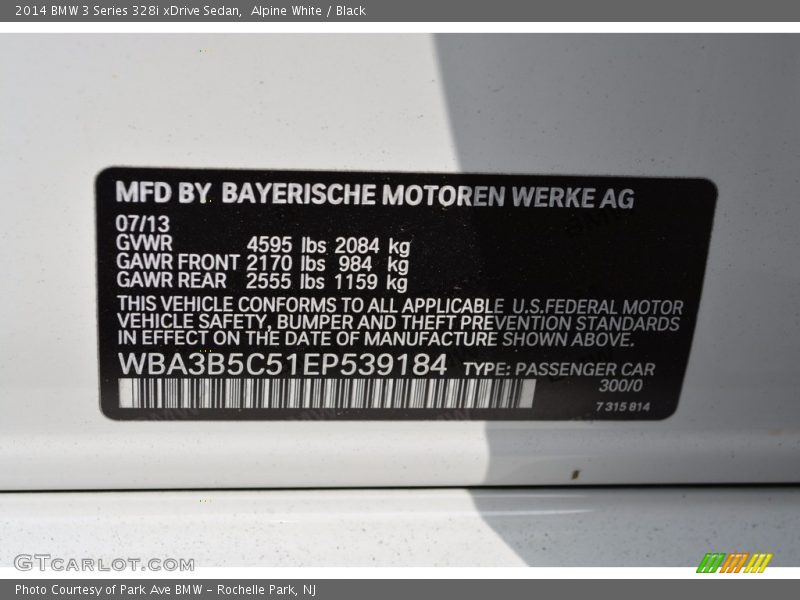 2014 BMW 3 Series 328i xDrive Sedan,  Alpine White / Black
MFD BY BAYERISCHE MOTOREN WERKE AG
07/13
GVWR 4595 lbs 2084 kg
GAWR FRONT 2170 lbs 984 kg
GAWR REAR 2555 lbs 1159 kg
THIS VEHICLE CONFORMS TO ALL APPLICABLE U.S.FEDERAL MOTOR
VEHICLE SAFETY, BUMPER AND THEFT PREVENTION STANDARDS
IN EFFECT ON THE DATE OF MANUFACTURE SHOWN ABOVE.
WBA3B5C51EP539184 TYPE: PASSENGER CAR
300/0
7 315 814
GTCARLOT.COM
Photo Courtesy of Park Ave BMW - Rochelle Park, NJ